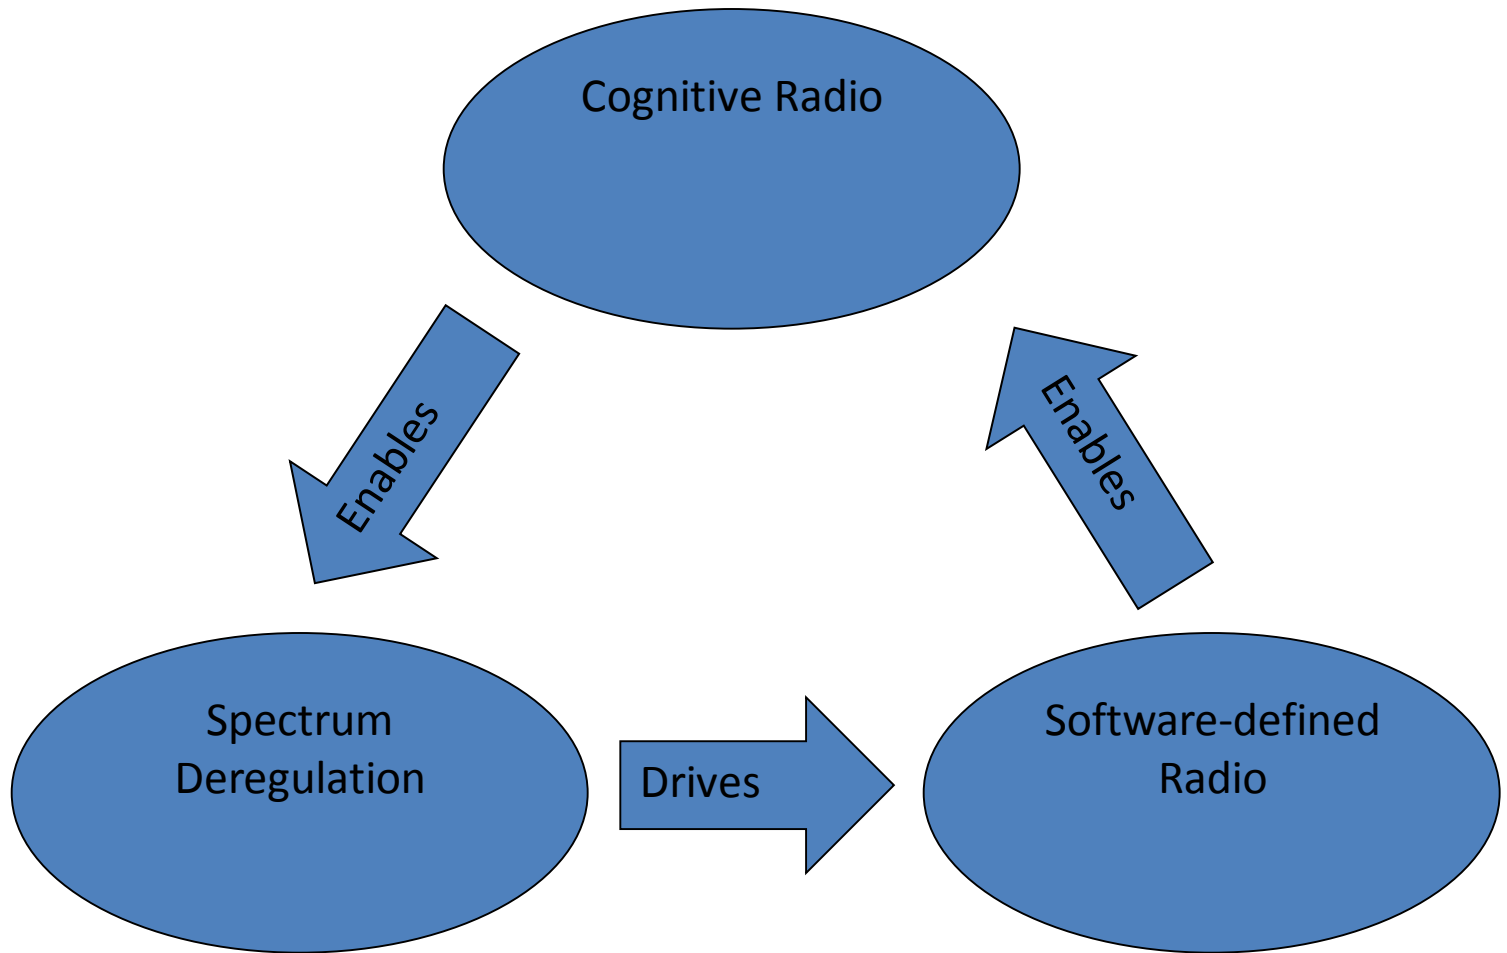 Cognitive Radio
Enables
Enables
Spectrum
Deregulation
Drives
Software-defined
Radio